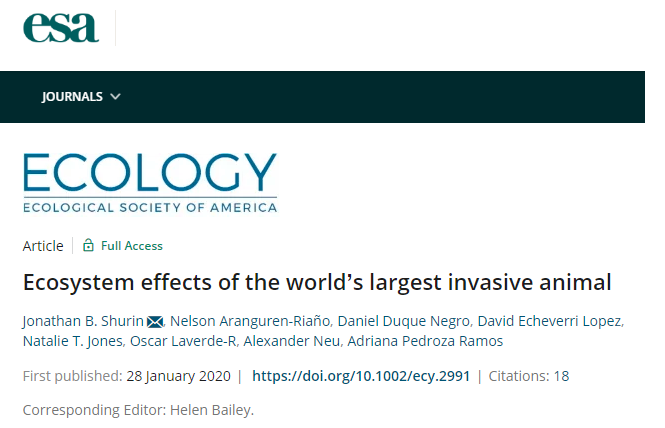 esa
JOURNALS
ECOLOGY
ECOLOGICAL SOCIETY OF AMERICA
Article | Full Access
Ecosystem effects of the world’s largest invasive animal
Jonathan B. Shurin, Nelson Aranguren-Riaño, Daniel Duque Negro, David Echeverri Lopez,
Natalie T. Jones, Oscar Laverde-R, Alexander Neu, Adriana Pedroza Ramos
First published: 28 January 2020 | https://doi.org/10.1002/ecy.2991 | Citations: 18
Corresponding Editor: Helen Bailey.